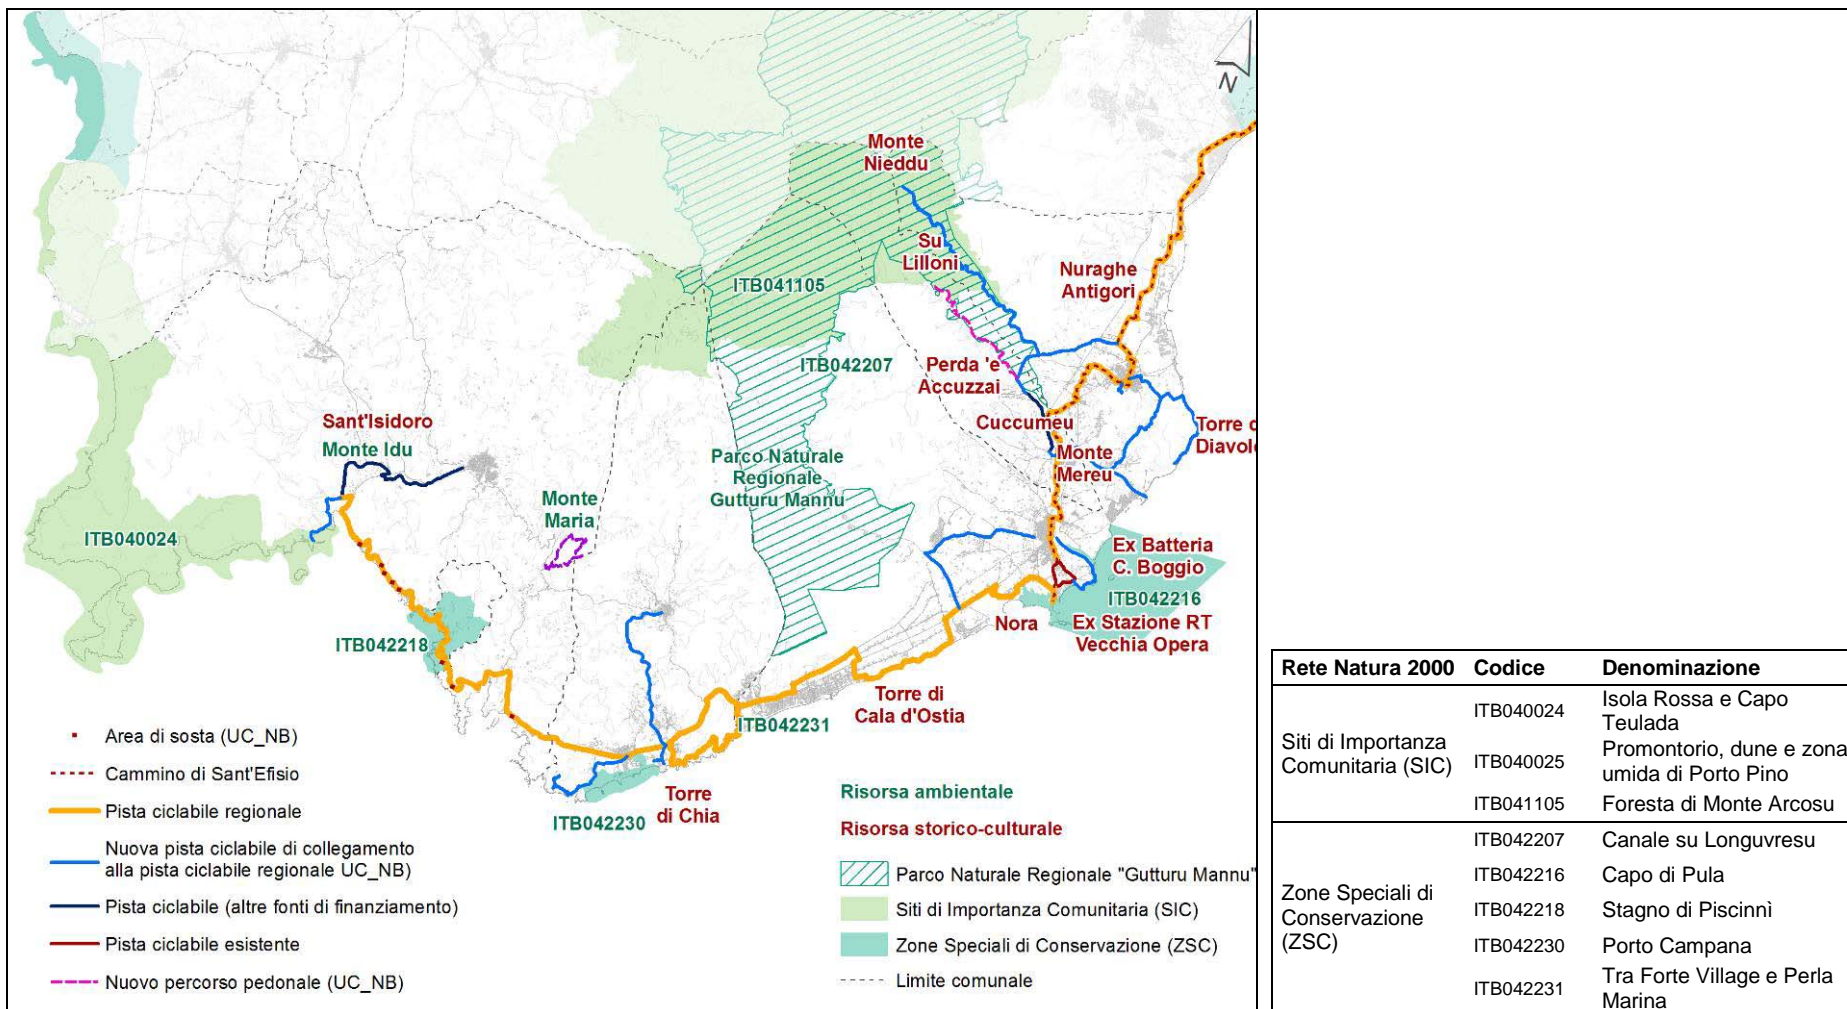 N
Monte
Nieddu
Su
Lilloni
Nuraghe
Antigori
ITB041105
ITB042207
Perda 'e
Accuzzai
Cuccumeu
Torre d
Diavolo
Monte
Mereu
Sant'Isidoro
Monte Idu
Parco Naturale
Regionale
Gutturu Mannu
Monte
Maria
ITB040024
Ex Batteria
C. Boggio
ITB042216
Nora
Ex Stazione RT
Vecchia Opera
ITB042218
Torre di
Cala d'Ostia
ITB042231
Torre
di Chia
ITB042230
Area di sosta (UC_NB)
Cammino di Sant'Efisio
Pista ciclabile regionale
Nuova pista ciclabile di collegamento
alla pista ciclabile regionale UC_NB)
Pista ciclabile (altre fonti di finanziamento)
Pista ciclabile esistente
Nuovo percorso pedonale (UC_NB)
Risorsa ambientale
Risorsa storico-culturale
Parco Naturale Regionale "Gutturu Mannu"
Siti di Importanza Comunitaria (SIC)
Zone Speciali di Conservazione (ZSC)
Limite comunale
Rete Natura 2000 Codice Denominazione
Siti di Importanza
Comunitaria (SIC)
ITB040024 Isola Rossa e Capo
Teulada
ITB040025 Promontorio, dune e zona
umida di Porto Pino
ITB041105 Foresta di Monte Arcosu
Zone Speciali di
Conservazione
(ZSC)
ITB042207 Canale su Longuvresu
ITB042216 Capo di Pula
ITB042218 Stagno di Piscinnì
ITB042230 Porto Campana
ITB042231 Tra Forte Village e Perla
Marina